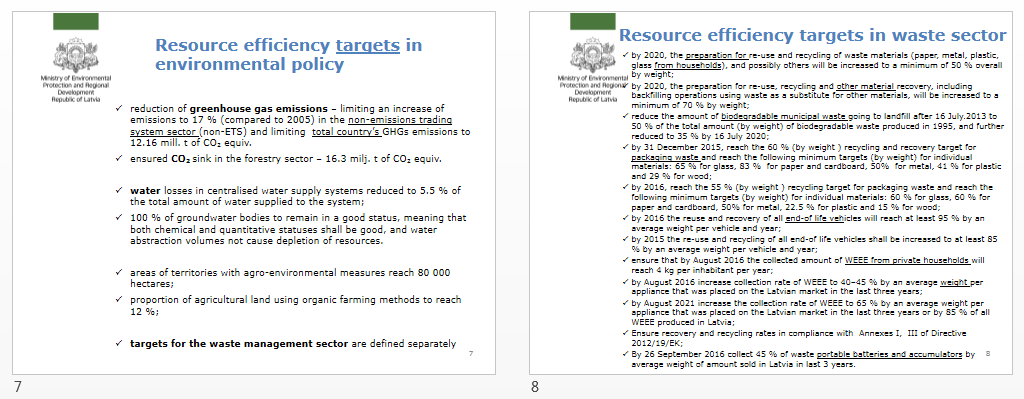 Ministry of Environmental
Protection and Regional
Development
Republic of Latvia
Resource efficiency targets in
environmental policy
✓ reduction of greenhouse gas emissions – limiting an increase of
emissions to 17 % (compared to 2005) in the non-emissions trading
system sector (non-ETS) and limiting total country's GHGs emissions to
12.16 mill. t of CO₂ equiv.
✓ ensured CO₂ sink in the forestry sector – 16.3 milj. t of CO₂ equiv.
✓ water losses in centralised water supply systems reduced to 5.5 % of
the total amount of water supplied to the system;
✓ 100 % of groundwater bodies to remain in a good status, meaning that
both chemical and quantitative statuses shall be good, and water
abstraction volumes not cause depletion of resources.
✓ areas of territories with agro-environmental measures reach 80 000
hectares;
✓ proportion of agricultural land using organic farming methods to reach
12 %;
✓ targets for the waste management sector are defined separately
7
7
Ministry of Environmental
Protection and Regional
Development
Republic of Latvia
Resource efficiency targets in waste sector
✓ by 2020, the preparation for re-use and recycling of waste materials (paper, metal, plastic,
glass from households), and possibly others will be increased to a minimum of 50 % overall
by weight;
✓ by 2020, the preparation for re-use, recycling and other material recovery, including
backfilling operations using waste as a substitute for other materials, will be increased to a
minimum of 70 % by weight;
✓ reduce the amount of biodegradable municipal waste going to landfill after 16 July.2013 to
50 % of the total amount (by weight) of biodegradable waste produced in 1995, and further
reduced to 35 % by 16 July 2020;
✓ by 31 December 2015, reach the 60 % (by weight ) recycling and recovery target for
packaging waste and reach the following minimum targets (by weight) for individual
materials: 65 % for glass, 83 % for paper and cardboard, 50% for metal, 41 % for plastic
and 29 % for wood;
✓ by 2016, reach the 55 % (by weight ) recycling target for packaging waste and reach the
following minimum targets (by weight) for individual materials: 60 % for glass, 60 % for
paper and cardboard, 50% for metal, 22.5 % for plastic and 15 % for wood;
✓ by 2016 the reuse and recovery of all end-of life vehicles will reach at least 95 % by an
average weight per vehicle and year;
✓ by 2015 the re-use and recycling of all end-of life vehicles shall be increased to at least 85
% by an average weight per vehicle and year;
✓ ensure that by August 2016 the collected amount of WEEE from private households will
reach 4 kg per inhabitant per year;
✓ by August 2016 increase collection rate of WEEE to 40–45 % by an average weight per
appliance that was placed on the Latvian market in the last three years;
✓ by August 2021 increase the collection rate of WEEE to 65 % by an average weight per
appliance that was placed on the Latvian market in the last three years or by 85 % of all
WEEE produced in Latvia;
✓ Ensure recovery and recycling rates in compliance with Annexes I, III of Directive
2012/19/EK;
✓ By 26 September 2016 collect 45 % of waste portable batteries and accumulators by
average weight of amount sold in Latvia in last 3 years.
8
8